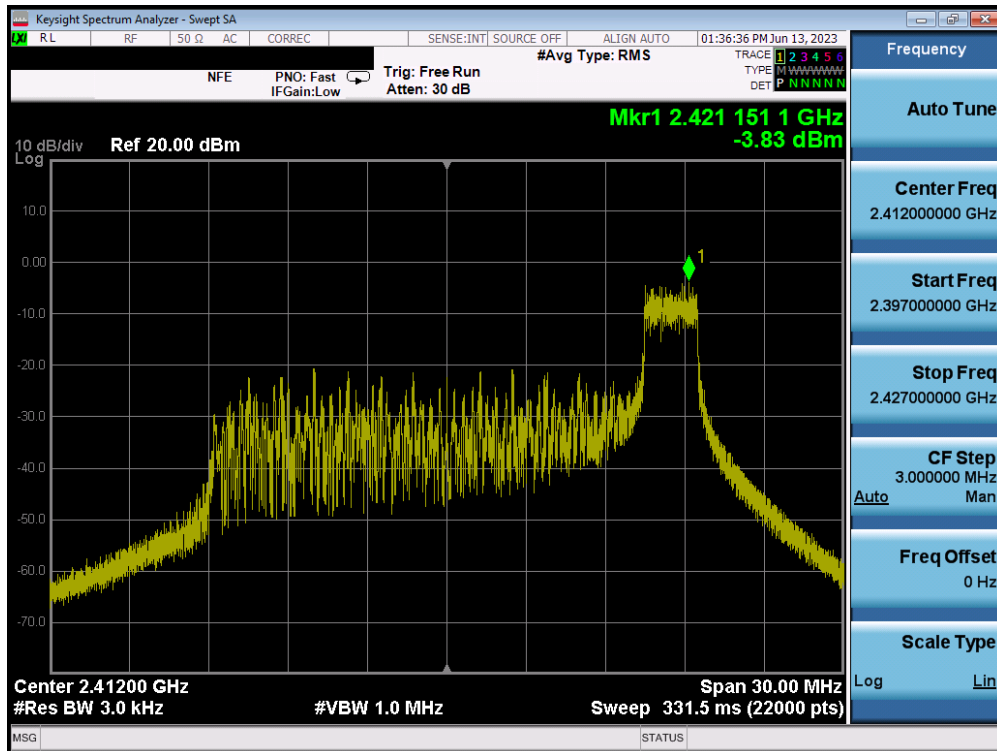 Keysight Spectrum Analyzer - Swept SA
LXI RL RF 50 Ω AC CORREC SENSE:INT SOURCE OFF ALIGN AUTO 01:36:36 PM Jun 13, 2023
#Avg Type: RMS
TRACE 1 2 3 4 5 6
TYPE M W W W W W
DET P N N N N N
NFE PNO: Fast Trig: Free Run
IFGain:Low Atten: 30 dB
Mkr1 2.421 151 1 GHz
-3.83 dBm
10 dB/div Ref 20.00 dBm
Log
10.0
0.00
-10.0
-20.0
-30.0
-40.0
-50.0
-60.0
-70.0
1
Center 2.41200 GHz Span 30.00 MHz
#Res BW 3.0 kHz #VBW 1.0 MHz Sweep 331.5 ms (22000 pts)
MSG STATUS
Frequency
Auto Tune
Center Freq
2.412000000 GHz
Start Freq
2.397000000 GHz
Stop Freq
2.427000000 GHz
CF Step
3.000000 MHz
Auto Man
Freq Offset
0 Hz
Scale Type
Log Lin